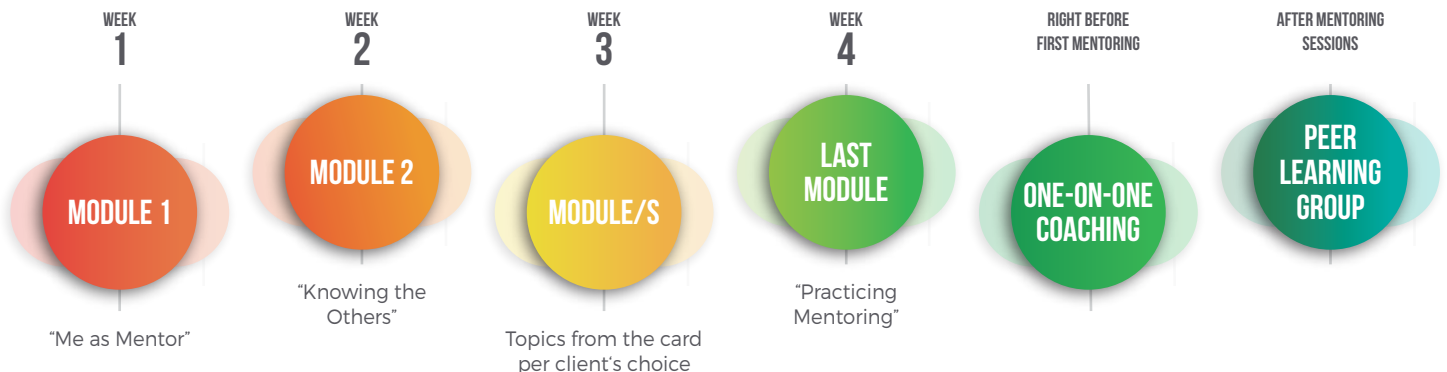 WEEK
1
MODULE 1
“Me as Mentor”
WEEK
2
MODULE 2
“Knowing the
Others”
WEEK
3
MODULE/S
Topics from the card
per client‘s choice
WEEK
4
LAST
MODULE
“Practicing
Mentoring”
RIGHT BEFORE
FIRST MENTORING
ONE-ON-ONE
COACHING
AFTER MENTORING
SESSIONS
PEER
LEARNING
GROUP